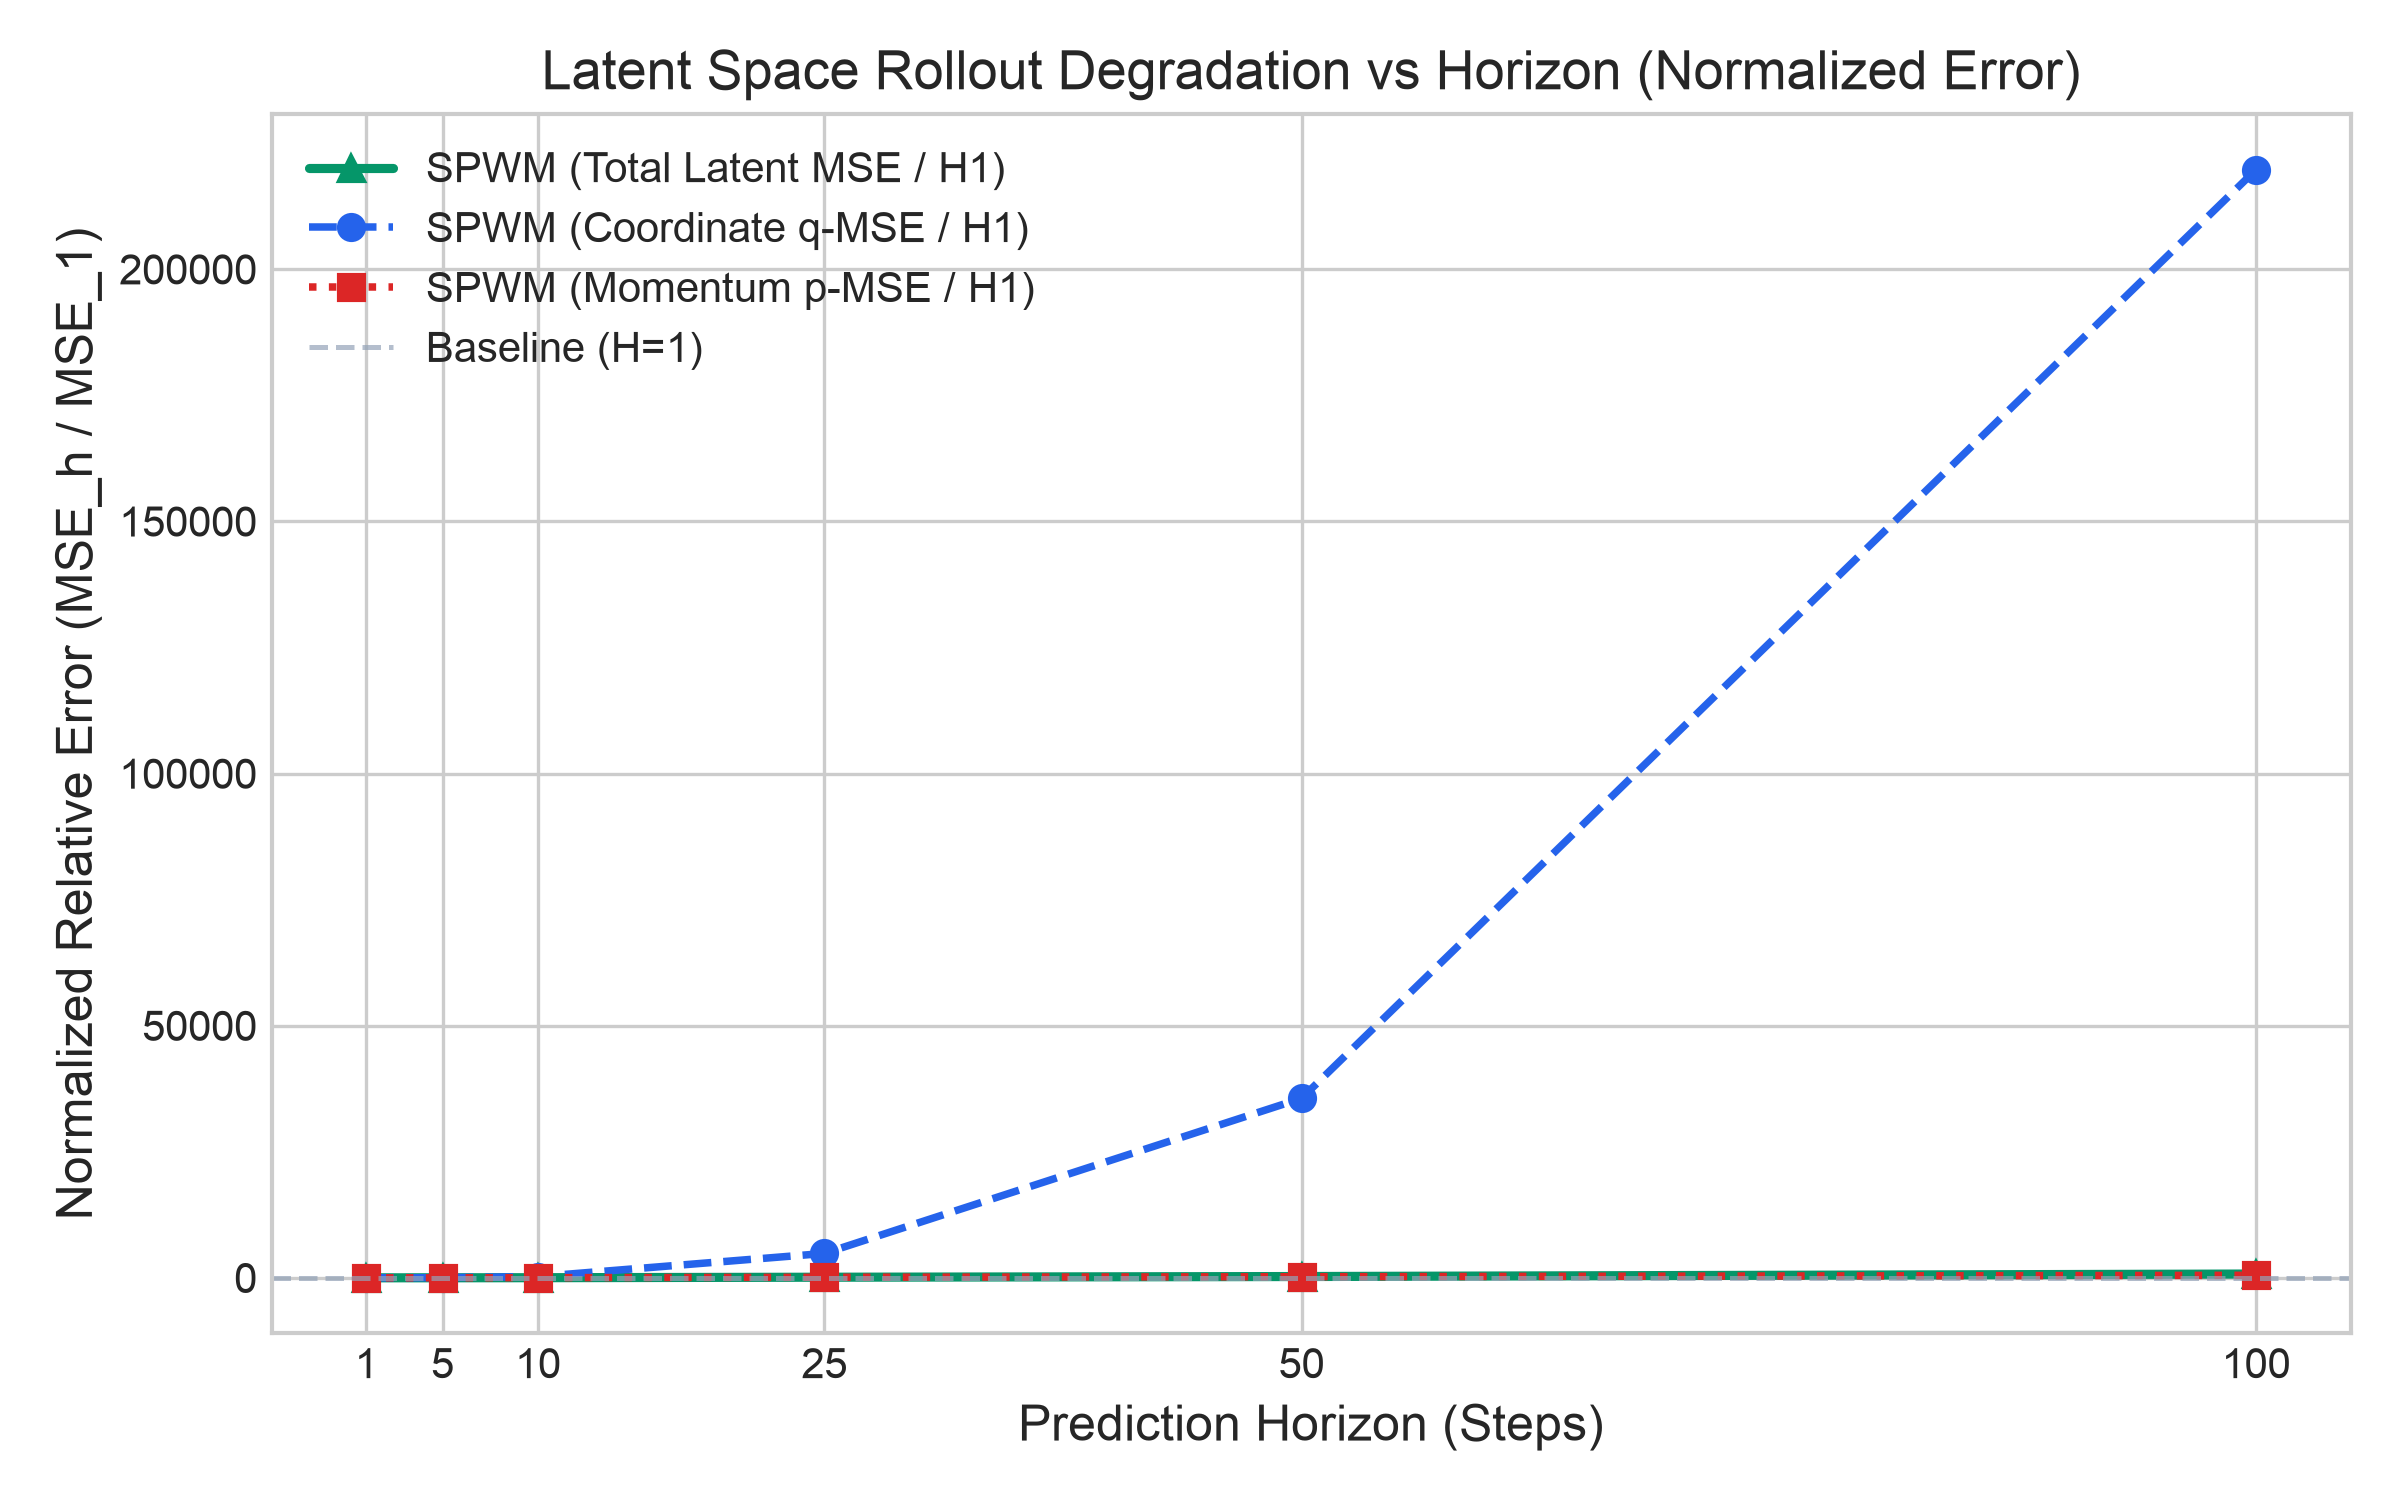 Latent Space Rollout Degradation vs Horizon (Normalized Error)
SPWM (Total Latent MSE / H1)
SPWM (Coordinate q-MSE / H1)
SPWM (Momentum p-MSE / H1)
Baseline (H=1)
Normalized Relative Error (MSE_h / MSE_1)
200000
150000
100000
50000
0
1 5 10 25 50 100
Prediction Horizon (Steps)